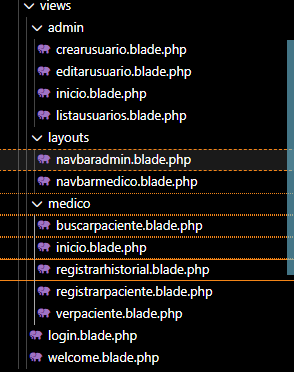 views
admin
crearusuario.blade.php
editarusuario.blade.php
inicio.blade.php
listausuarios.blade.php
layouts
navbaradmin.blade.php
navbarmedico.blade.php
medico
buscarpaciente.blade.php
inicio.blade.php
registrarhistorial.blade.php
registrarpaciente.blade.php
verpaciente.blade.php
login.blade.php
welcome.blade.php